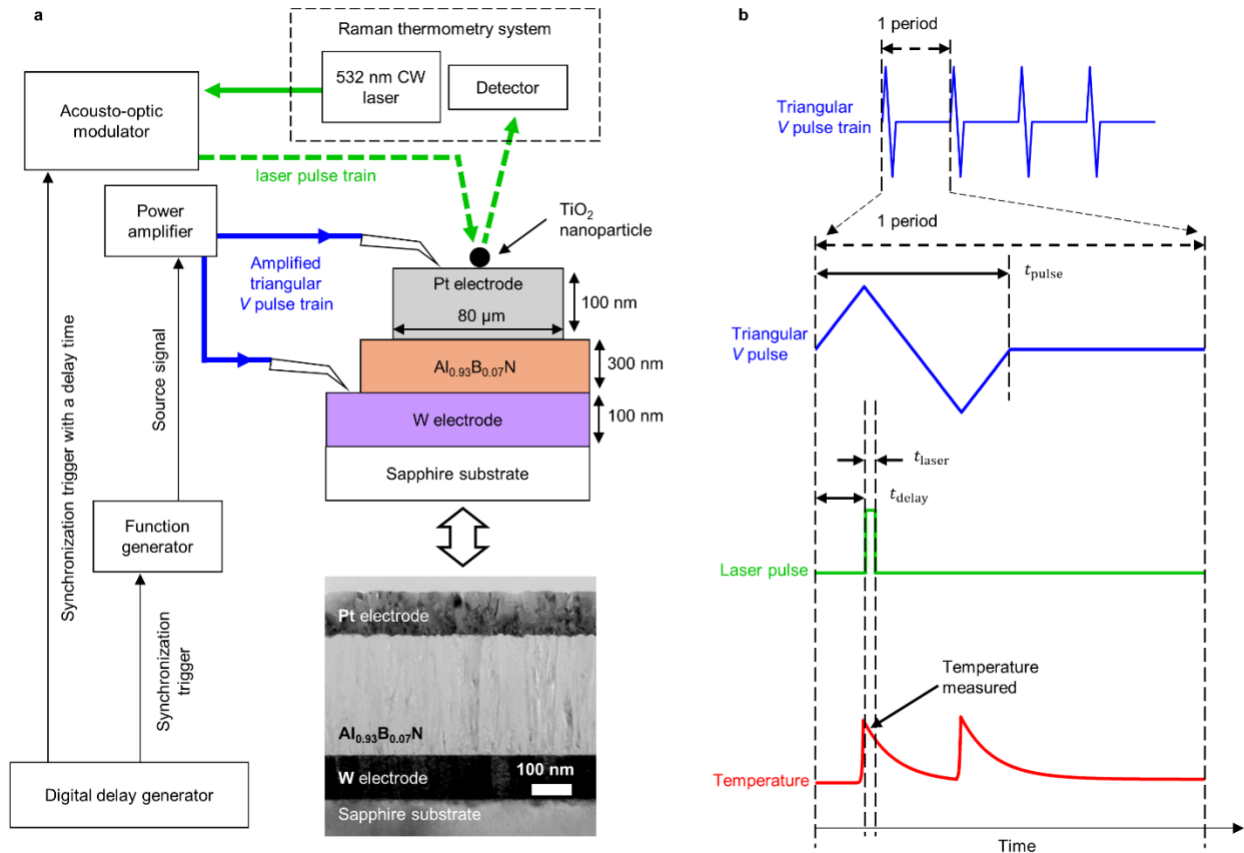 a
Raman thermometry system
532 nm CW
laser
Detector
Acousto-optic
modulator
laser pulse train
Power
amplifier
TiO₂
nanoparticle
Amplified
triangular
V pulse train
Pt electrode
80 µm
100 nm
Al₀.₉₃B₀.₀₇N
300 nm
W electrode
100 nm
Sapphire substrate
Synchronization trigger with a delay time
Source signal
Function
generator
Synchronization
trigger
Digital delay generator
Pt electrode
Al₀.₉₃B₀.₀₇N
W electrode
100 nm
Sapphire substrate
b
1 period
Triangular
V pulse train
1 period
t_pulse
Triangular
V pulse
t_laser
t_delay
Laser pulse
Temperature
measured
Temperature
Time